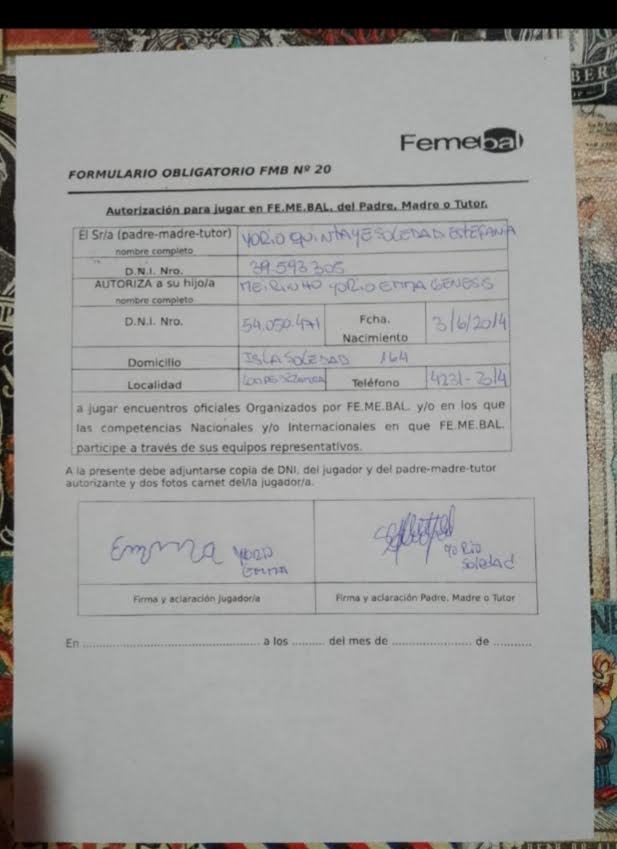 Femebal
FORMULARIO OBLIGATORIO FMB Nº 20
Autorización para jugar en FE.ME.BAL. del Padre, Madre o Tutor.
El Sr/a (padre-madre-tutor) YORIO QUINTAYE SOLEDAD ESTEFANIA
nombre completo
D.N.I. Nro. 39.593.305
AUTORIZA a su hijo/a MEIRINHO YORIO EMMA GENESIS
nombre completo
D.N.I. Nro. 54.050.471 Fcha. Nacimiento 3/6/2014
Domicilio ISLA SOLEDAD 164
Localidad Teléfono 4231-2014
a jugar encuentros oficiales Organizados por FE.ME.BAL. y/o en los que
las competencias Nacionales y/o Internacionales en que FE.ME.BAL.
participe a través de sus equipos representativos.
A la presente debe adjuntarse copia de DNI, del jugador y del padre-madre-tutor
autorizante y dos fotos carnet del/la jugador/a.
Emma YORIO
EMMA
YoRio
Soledad
Firma y aclaración jugador/a Firma y aclaración Padre, Madre o Tutor
En ........................................ a los ......... del mes de ...................... de ..........
BER